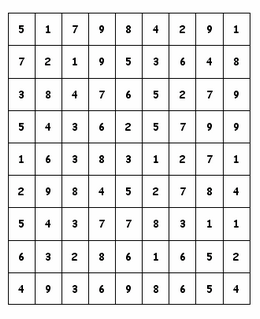 5 1 7 9 8 4 2 9 1
7 2 1 9 5 3 6 4 8
3 8 4 7 6 5 2 7 9
5 4 3 6 2 5 7 9 9
1 6 3 8 3 1 2 7 1
2 9 8 4 5 2 7 8 4
5 4 3 7 7 8 3 1 1
6 3 2 8 6 1 6 5 2
4 9 3 6 9 8 6 5 4